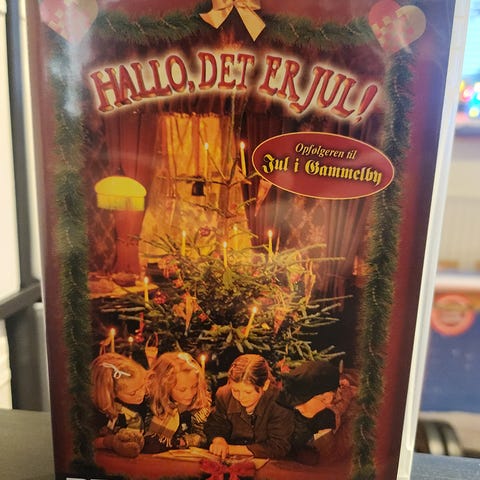 HALLO, DET ER JUL!
Opfølgeren til
Jul i Gammelby